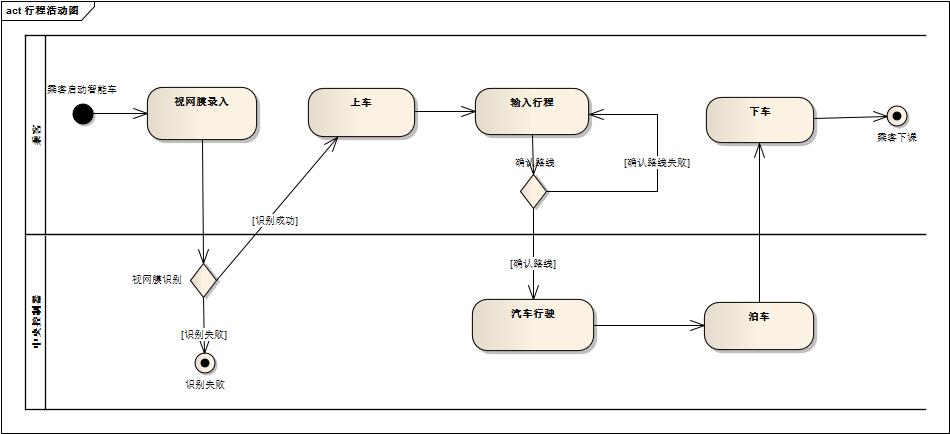 act 行程活动图
乘客
乘客启动智能车
视网膜录入
上车
输入行程
下车
乘客下课
确认路线
[确认路线失败]
[识别成功]
中央控制器
视网膜识别
[确认路线]
汽车行驶
泊车
[识别失败]
识别失败